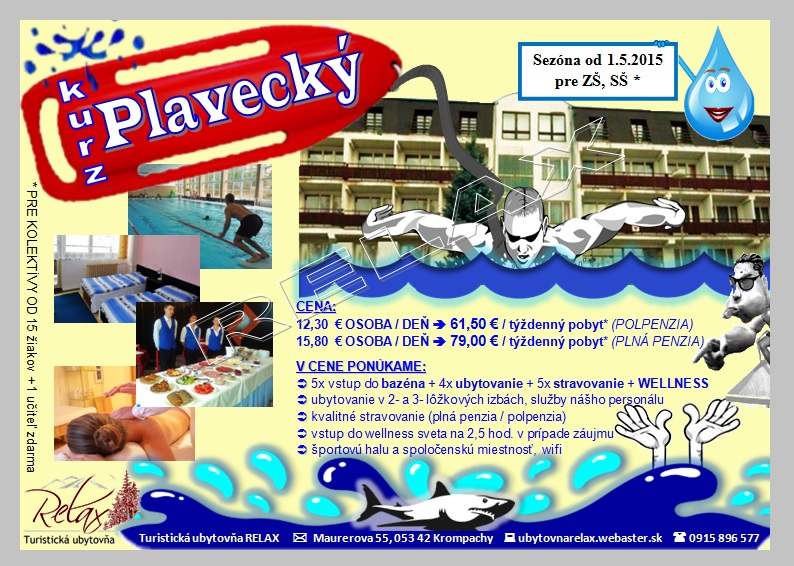 kurz
Plavecký
Sezóna od 1.5.2015
pre ZŠ, SŠ *
* PRE KOLEKTÍVY OD 15 žiakov + 1 učiteľ zdarma
RELAX
CENA:
12,30 € OSOBA / DEŇ ➔ 61,50 € / týždenný pobyt* (POLPENZIA)
15,80 € OSOBA / DEŇ ➔ 79,00 € / týždenný pobyt* (PLNÁ PENZIA)
V CENE PONÚKAME:
➲ 5x vstup do bazéna + 4x ubytovanie + 5x stravovanie + WELLNESS
➲ ubytovanie v 2- a 3- lôžkových izbách, služby nášho personálu
➲ kvalitné stravovanie (plná penzia / polpenzia)
➲ vstup do wellness sveta na 2,5 hod. v prípade záujmu
➲ športovú halu a spoločenskú miestnosť, wifi
Relax
Turistická ubytovňa
Turistická ubytovňa RELAX ✉ Maurerova 55, 053 42 Krompachy 💻 ubytovnarelax.webaster.sk ☎ 0915 896 577